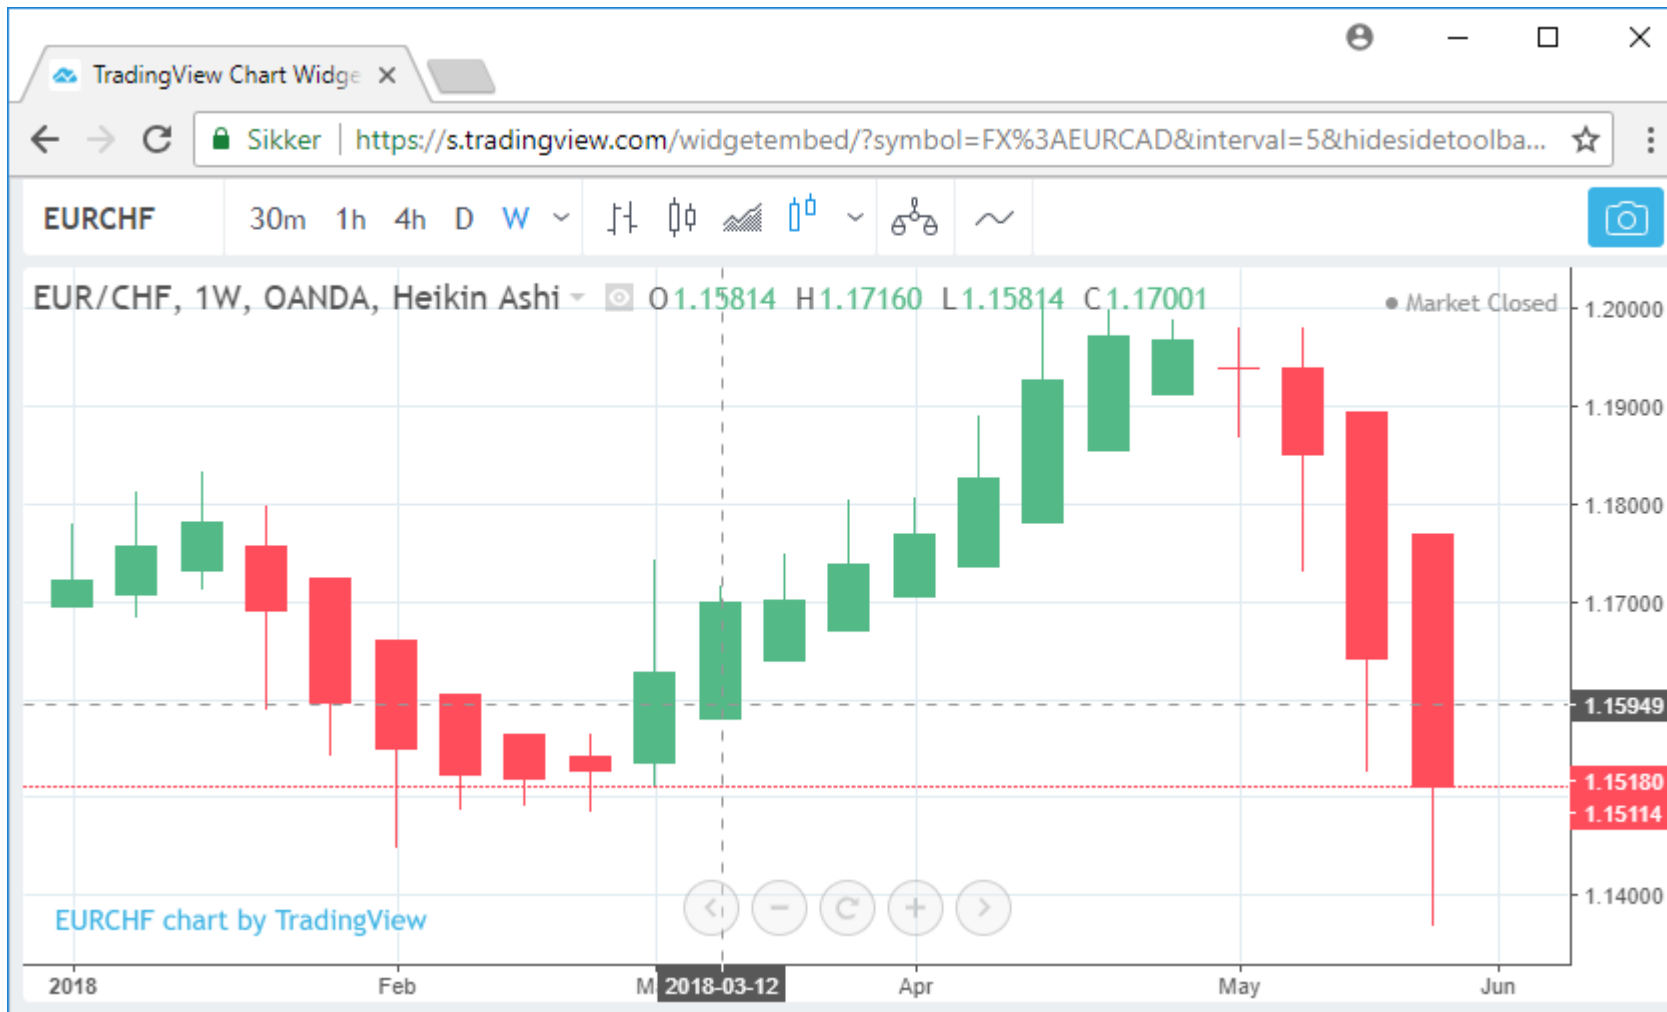 TradingView Chart Widge
Sikker https://s.tradingview.com/widgetembed/?symbol=FX%3AEURCAD&interval=5&hidesidetoolba...
EURCHF 30m 1h 4h D W
EUR/CHF, 1W, OANDA, Heikin Ashi O1.15814 H1.17160 L1.15814 C1.17001
Market Closed
1.20000
1.19000
1.18000
1.17000
1.15949
1.15180
1.15114
1.14000
EURCHF chart by TradingView
2018 Feb M 2018-03-12 Apr May Jun